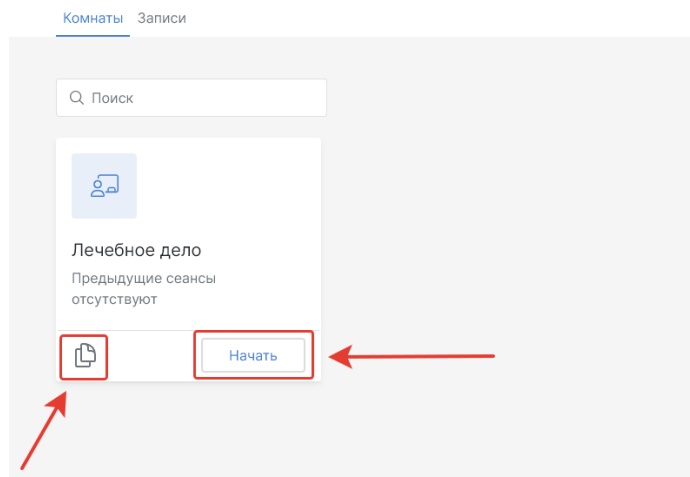 Комнаты Записи
Поиск
Лечебное дело
Предыдущие сеансы
отсутствуют
Начать